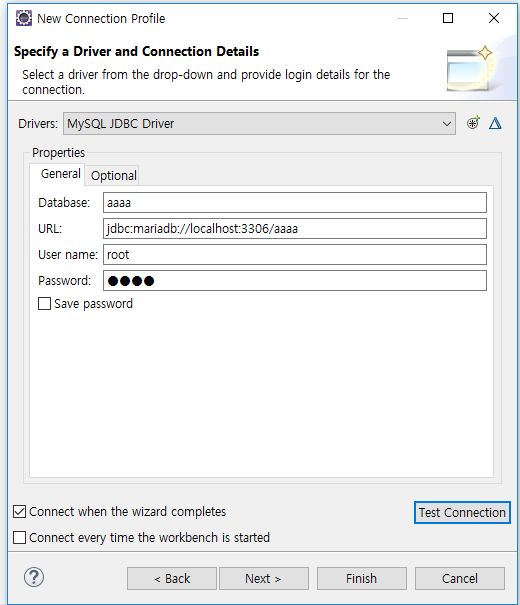 New Connection Profile
Specify a Driver and Connection Details
Select a driver from the drop-down and provide login details for the
connection.
Drivers: MySQL JDBC Driver
Properties
General Optional
Database: aaaa
URL: jdbc:mariadb://localhost:3306/aaaa
User name: root
Password: ●●●●
Save password
Connect when the wizard completes
Test Connection
Connect every time the workbench is started
? < Back Next > Finish Cancel